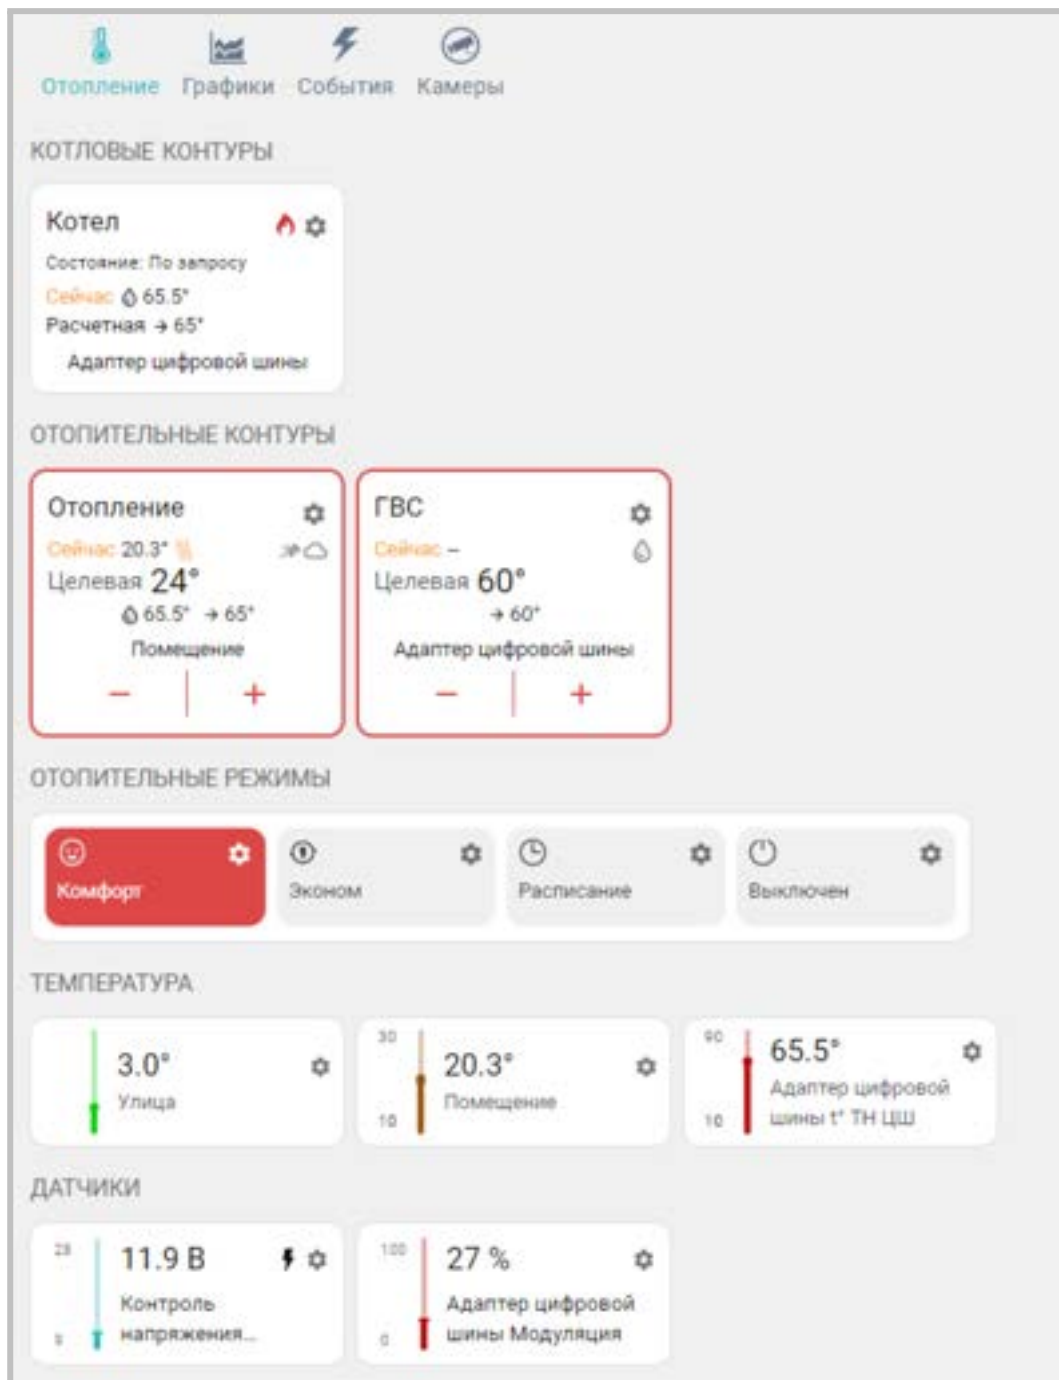 Отопление Графики События Камеры
КОТЛОВЫЕ КОНТУРЫ
Котел
Состояние: По запросу
Сейчас 65.5°
Расчетная → 65°
Адаптер цифровой шины
ОТОПИТЕЛЬНЫЕ КОНТУРЫ
Отопление
Сейчас 20.3°
Целевая 24°
65.5° → 65°
Помещение
− +
ГВС
Сейчас –
Целевая 60°
→ 60°
Адаптер цифровой шины
− +
ОТОПИТЕЛЬНЫЕ РЕЖИМЫ
Комфорт
Эконом
Расписание
Выключен
ТЕМПЕРАТУРА
3.0°
Улица
30
20.3°
Помещение
10
90
65.5°
Адаптер цифровой
шины t° ТН ЦШ
10
ДАТЧИКИ
11.9 В
Контроль
напряжения...
100
27 %
Адаптер цифровой
шины Модуляция
0